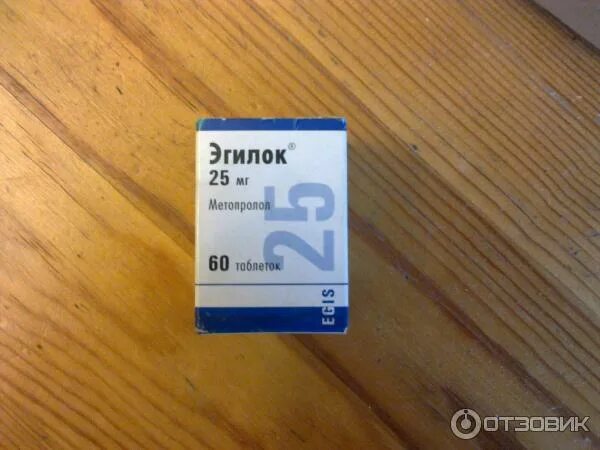 Эгилок®
25 мг
Метопролол
25
60 таблеток
EGIS
ОТЗОВИК